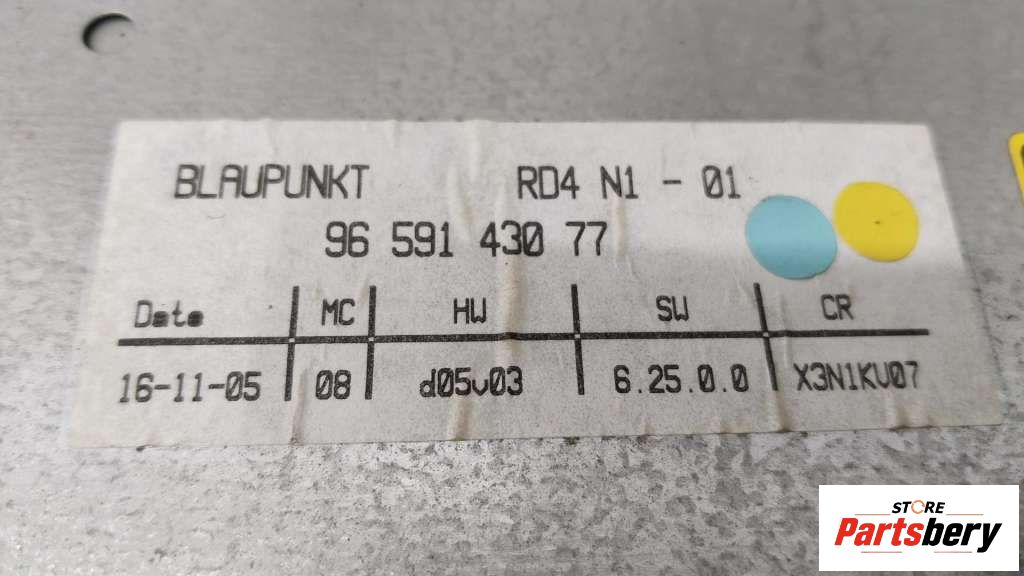 BLAUPUNKT RD4 N1 - 01
96 591 430 77
Date MC HW SW CR
16-11-05 08 d05v03 6.25.0.0 X3N1KV07
STORE
Partsbery